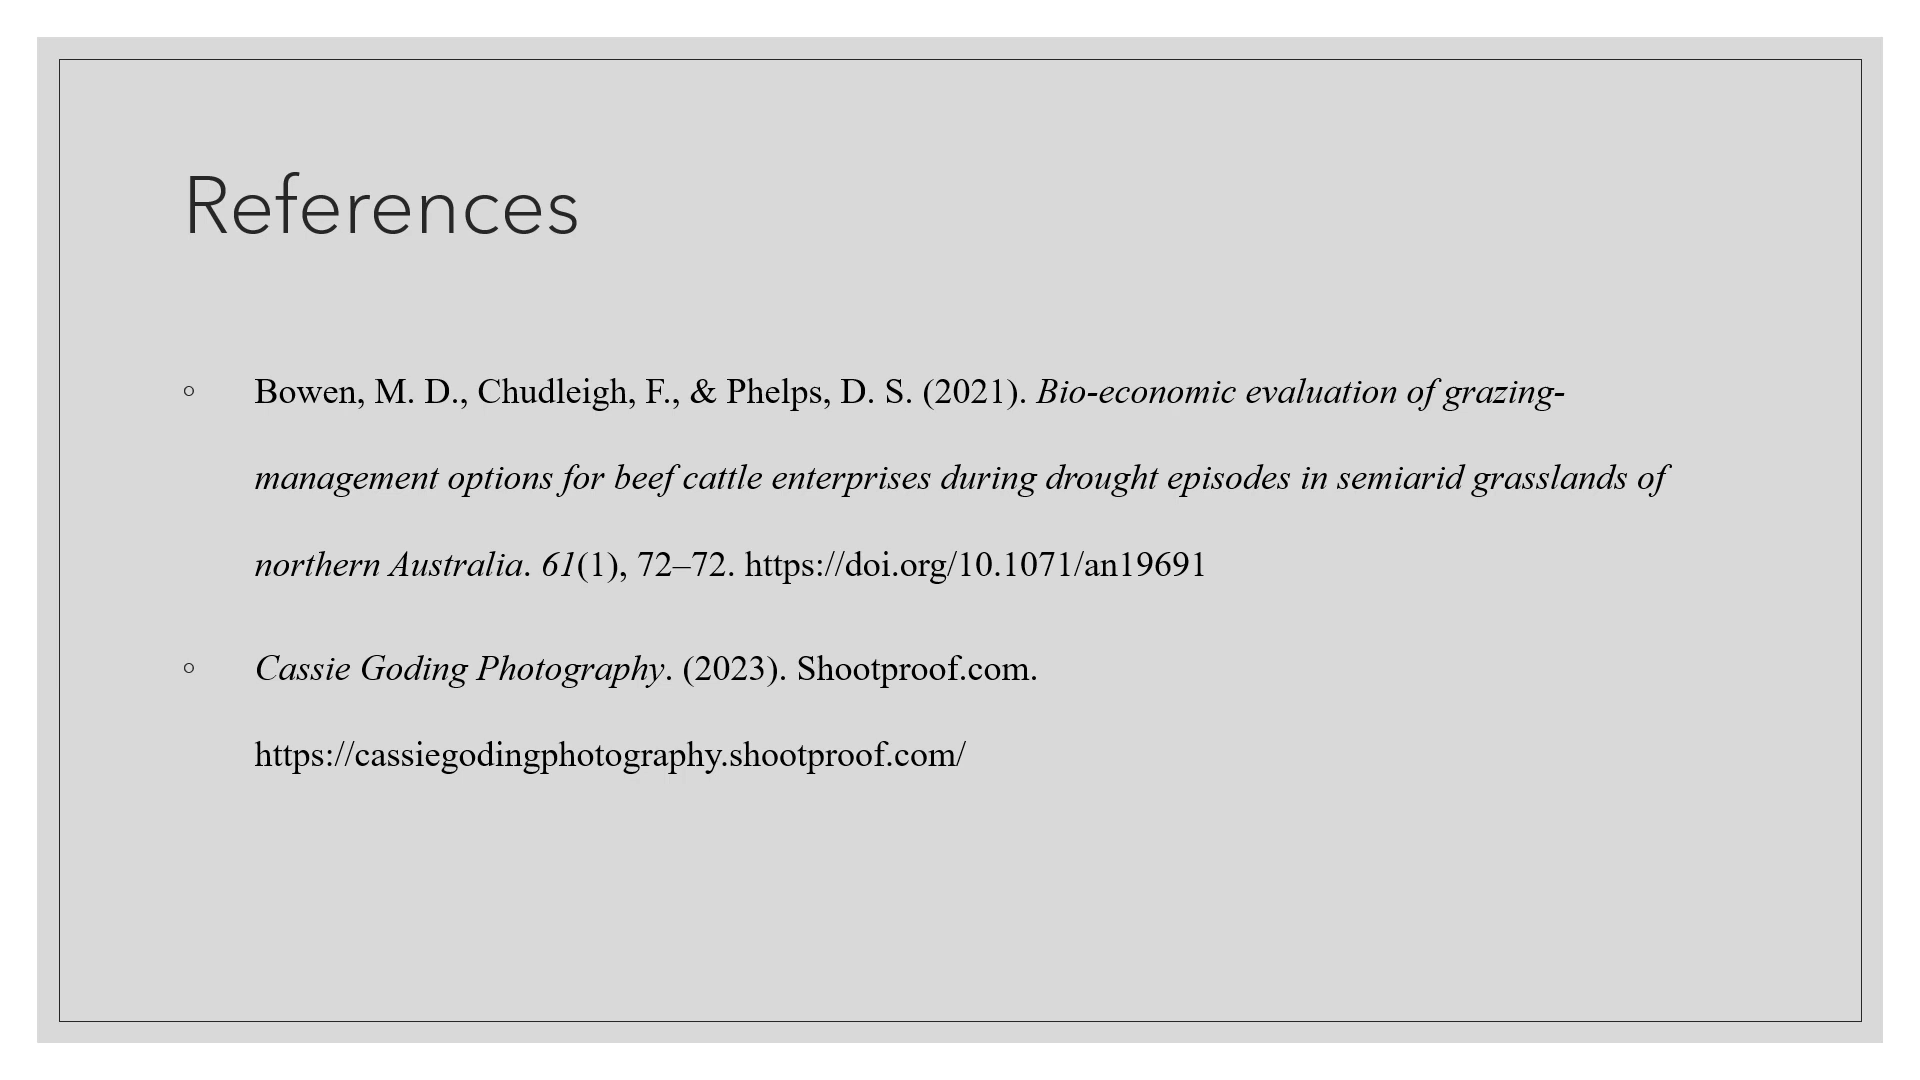 References
Bowen, M. D., Chudleigh, F., & Phelps, D. S. (2021). Bio-economic evaluation of grazing-
management options for beef cattle enterprises during drought episodes in semiarid grasslands of
northern Australia. 61(1), 72–72. https://doi.org/10.1071/an19691
Cassie Goding Photography. (2023). Shootproof.com.
https://cassiegodingphotography.shootproof.com/